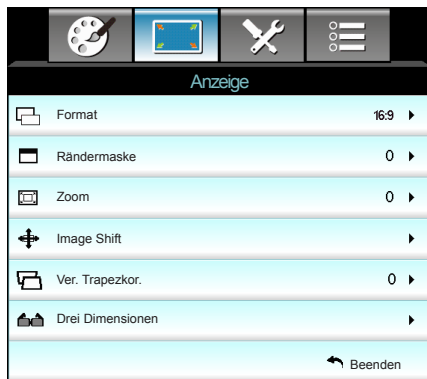 Anzeige
Format 16:9
Rändermaske 0
Zoom 0
Image Shift
Ver. Trapezkor. 0
Drei Dimensionen
Beenden